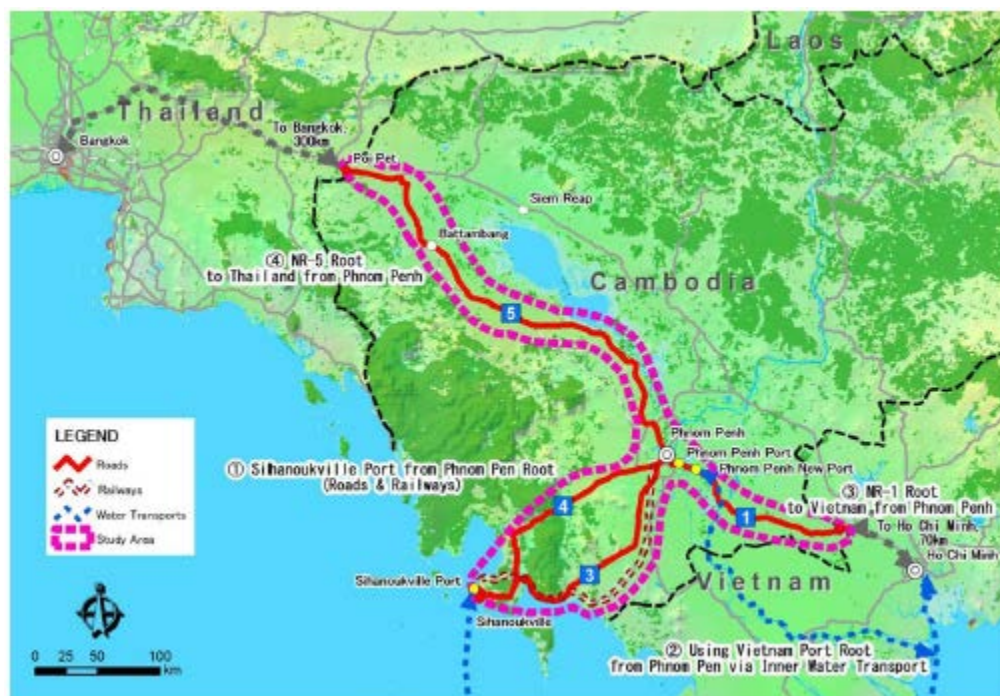 Laos
Thailand
Bangkok
To Bangkok,
300km
Poi Pet
Siem Reap
Battambang
④ NR-5 Root
to Thailand from Phnom Penh
Cambodia
5
LEGEND
Roads
Railways
Water Transports
Study Area
Phnom Penh
Phnom Penh Port
Phnom Penh New Port
① Silhanoukville Port from Phnom Pen Root
(Roads & Railways)
③ NR-1 Root
to Vietnam from Phnom Penh
4
1
To Ho Chi Minh,
70km
Ho Chi Minh
3
Vietnam
Sihanoukville Port
Sihanoukville
② Using Vietnam Port Root
from Phnom Pen via Inner Water Transport
0 25 50 100
km